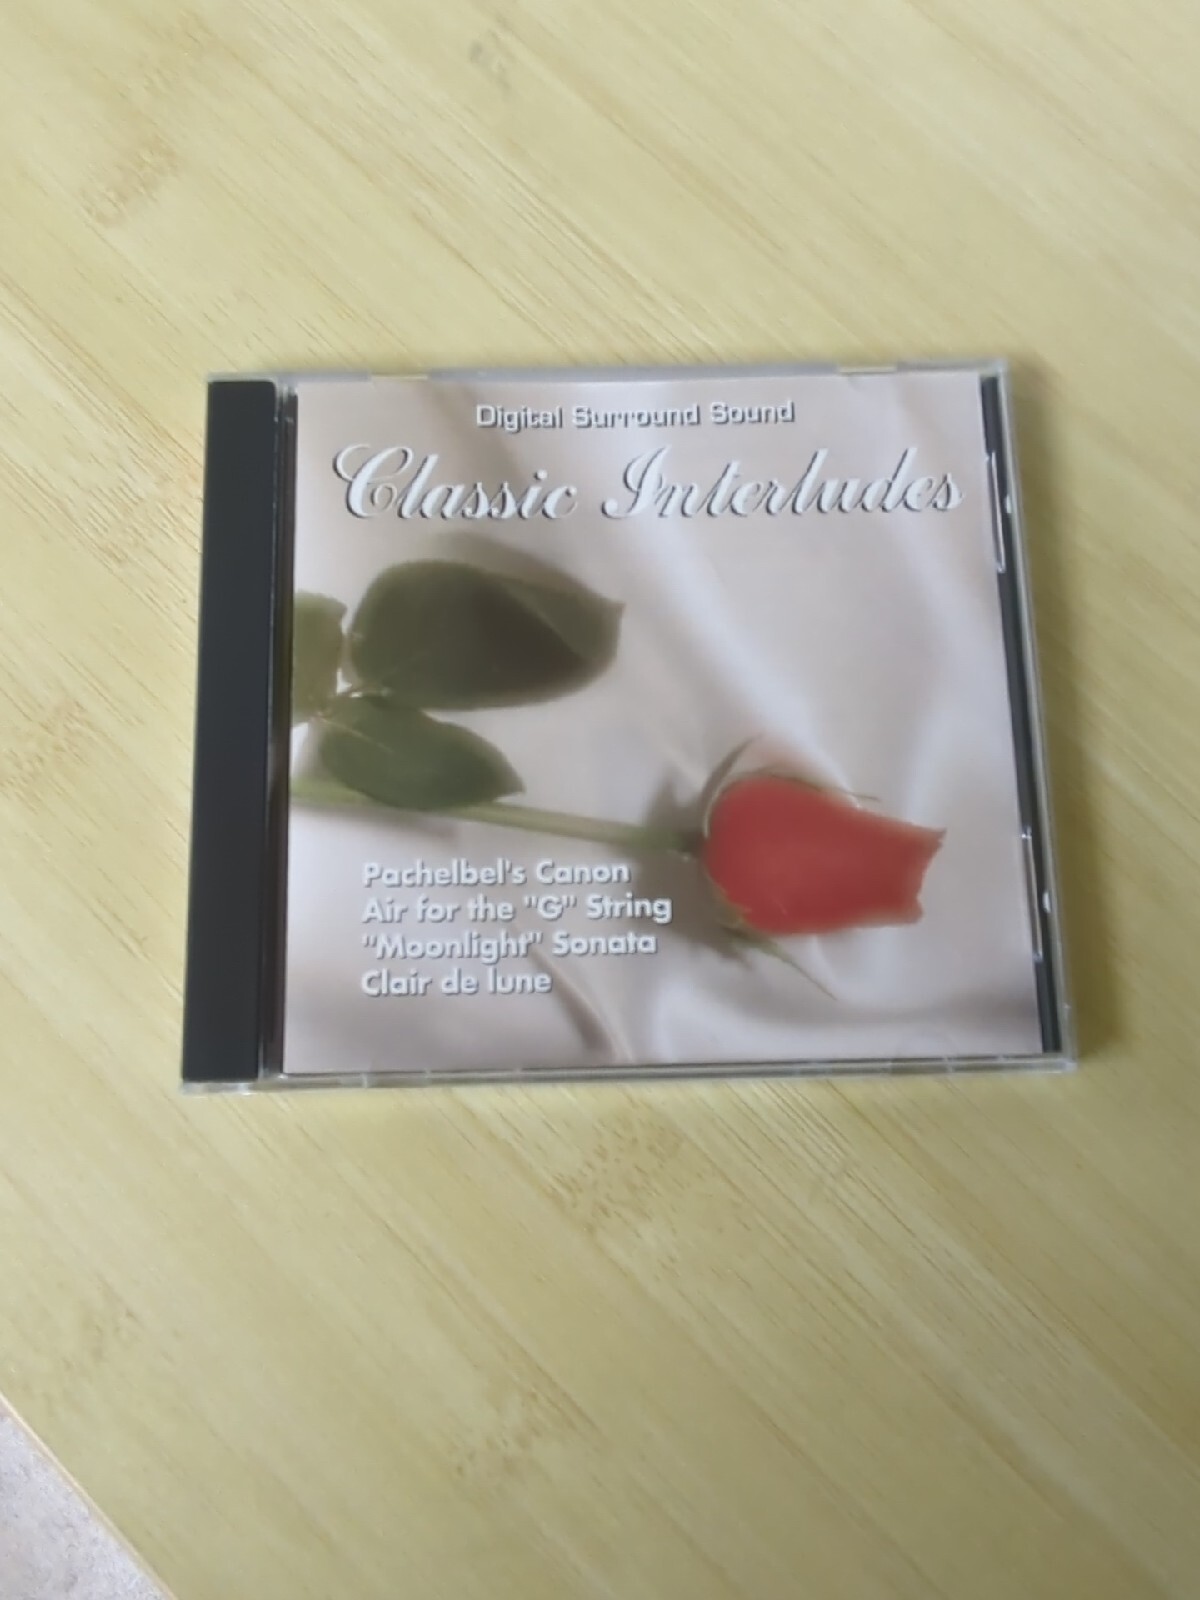 Digital Surround Sound
Classic Interludes
Pachelbel's Canon
Air for the "G" String
"Moonlight" Sonata
Clair de lune